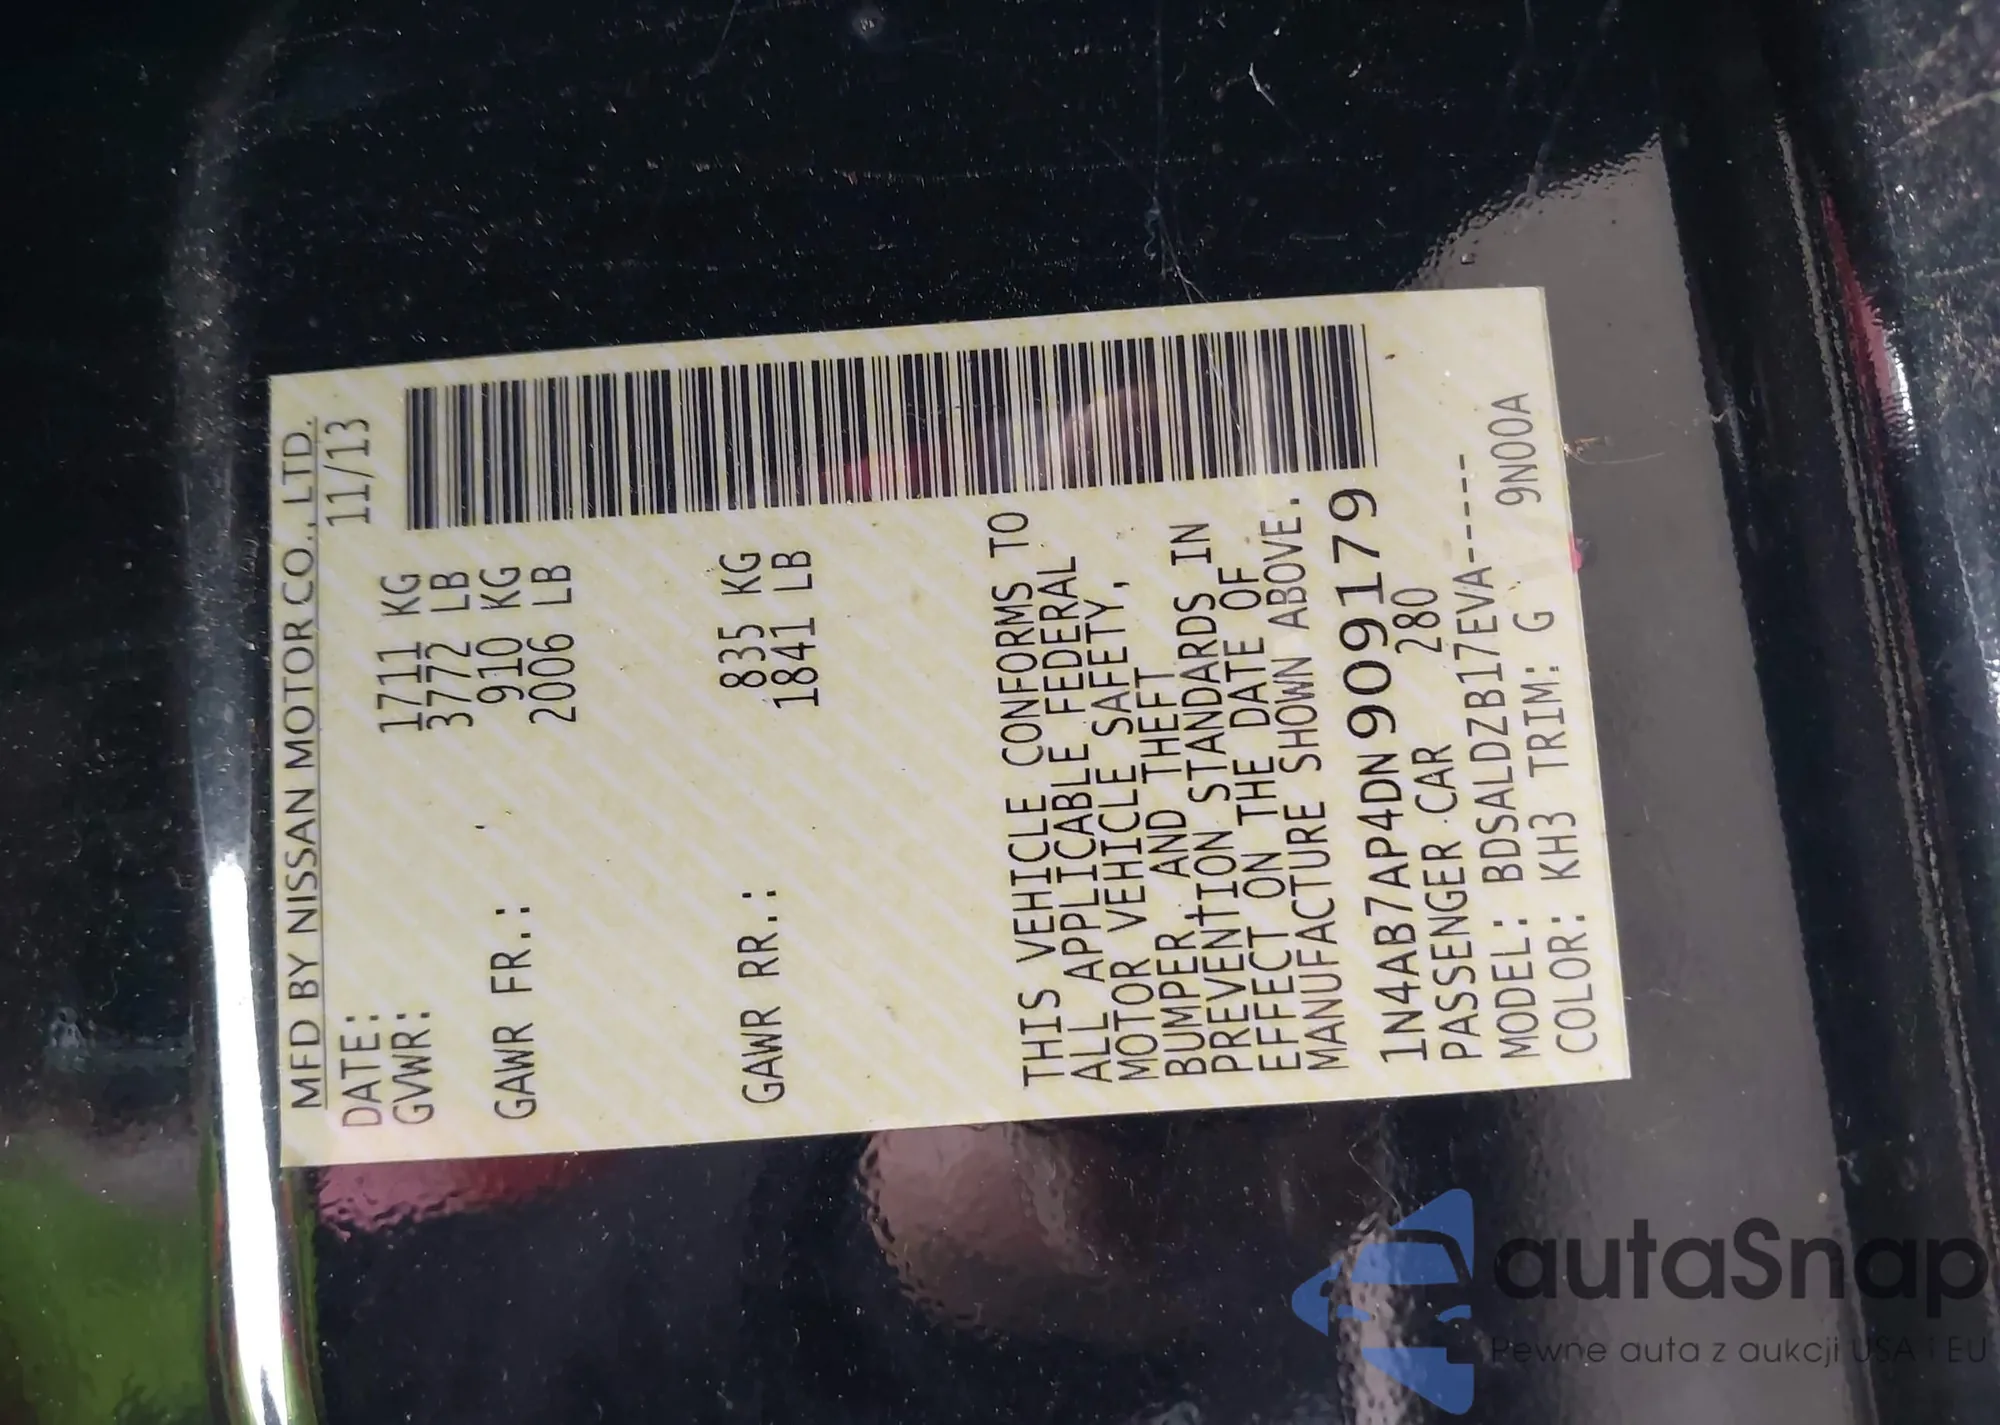 MFD BY NISSAN MOTOR CO., LTD.
DATE: 11/13
GVWR: 1711 KG
3772 LB
GAWR FR.: 910 KG
2006 LB
GAWR RR.: 835 KG
1841 LB
THIS VEHICLE CONFORMS TO
ALL APPLICABLE FEDERAL
MOTOR VEHICLE SAFETY,
BUMPER, AND THEFT
PREVENTION STANDARDS IN
EFFECT ON THE DATE OF
MANUFACTURE SHOWN ABOVE.
1N4AB7AP4DN909179
PASSENGER CAR 280
MODEL: BDSALDZB17EVA-----
COLOR: KH3 TRIM: G 9N00A
autaSnap
Pewne auta z aukcji USA i EU